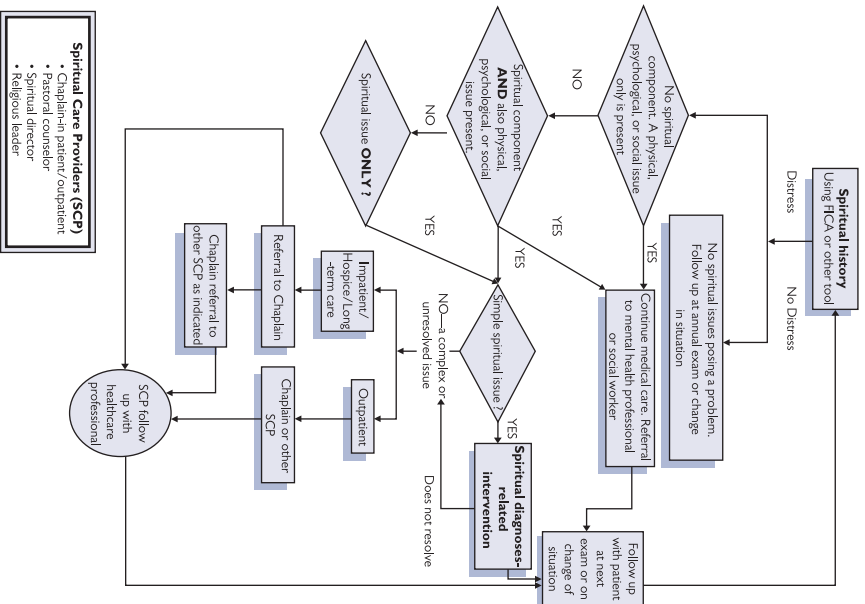 Spiritual history
Using FICA or other tool
Distress
No Distress
No spiritual issues posing a problem.
Follow up at annual exam or change
in situation
No spiritual
component. A physical,
psychological, or social issue
only is present
YES
Continue medical care. Referral
to mental health professional
or social worker
NO
Spiritual component
AND also physical,
psychological, or social
issue present.
YES
YES
NO
Spiritual issue ONLY ?
YES
Simple spiritual issue ?
YES
Spiritual diagnoses-
related
intervention
Does not resolve
NO—a complex or
unresolved issue
Follow up
with patient
at next
exam or on
change of
situation
Impatient/
Hospice/Long
-term care
Outpatient
Referral to Chaplain
Chaplain or other
SCP
Chaplain referral to
other SCP as indicated
SCP follow
up with
healthcare
professional
Spiritual Care Providers (SCP)
• Chaplain-in patient/outpatient
• Pastoral counselor
• Spiritual director
• Religious leader